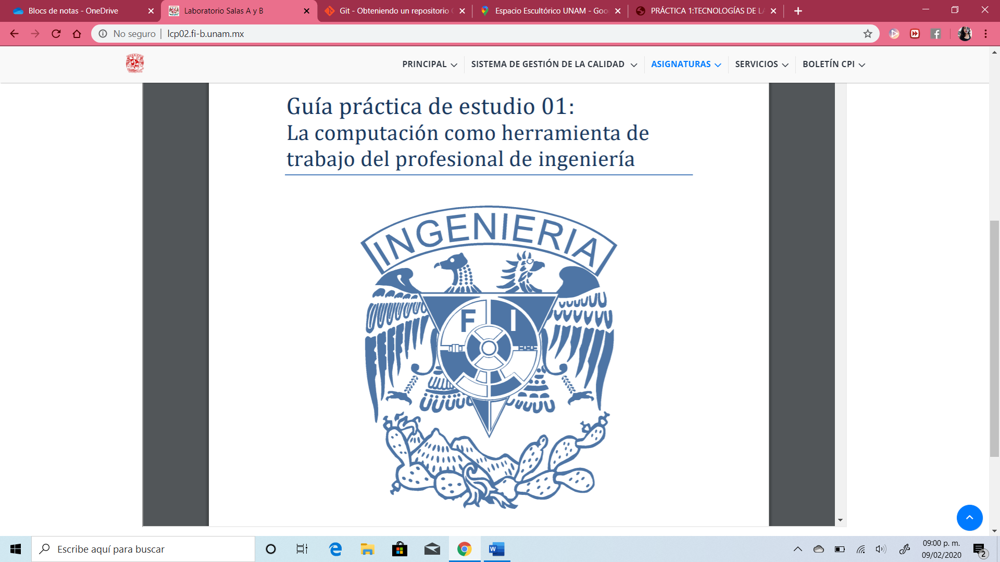 Blocs de notas - OneDrive
Laboratorio Salas A y B
Git - Obteniendo un repositorio
Espacio Escultórico UNAM - Goo
PRÁCTICA 1:TECNOLOGÍAS DE LA
No seguro | lcp02.fi-b.unam.mx
PRINCIPAL
SISTEMA DE GESTIÓN DE LA CALIDAD
ASIGNATURAS
SERVICIOS
BOLETÍN CPI
Guía práctica de estudio 01:
La computación como herramienta de
trabajo del profesional de ingeniería
INGENIERIA
F I
Escribe aquí para buscar
09:00 p. m.
09/02/2020
2